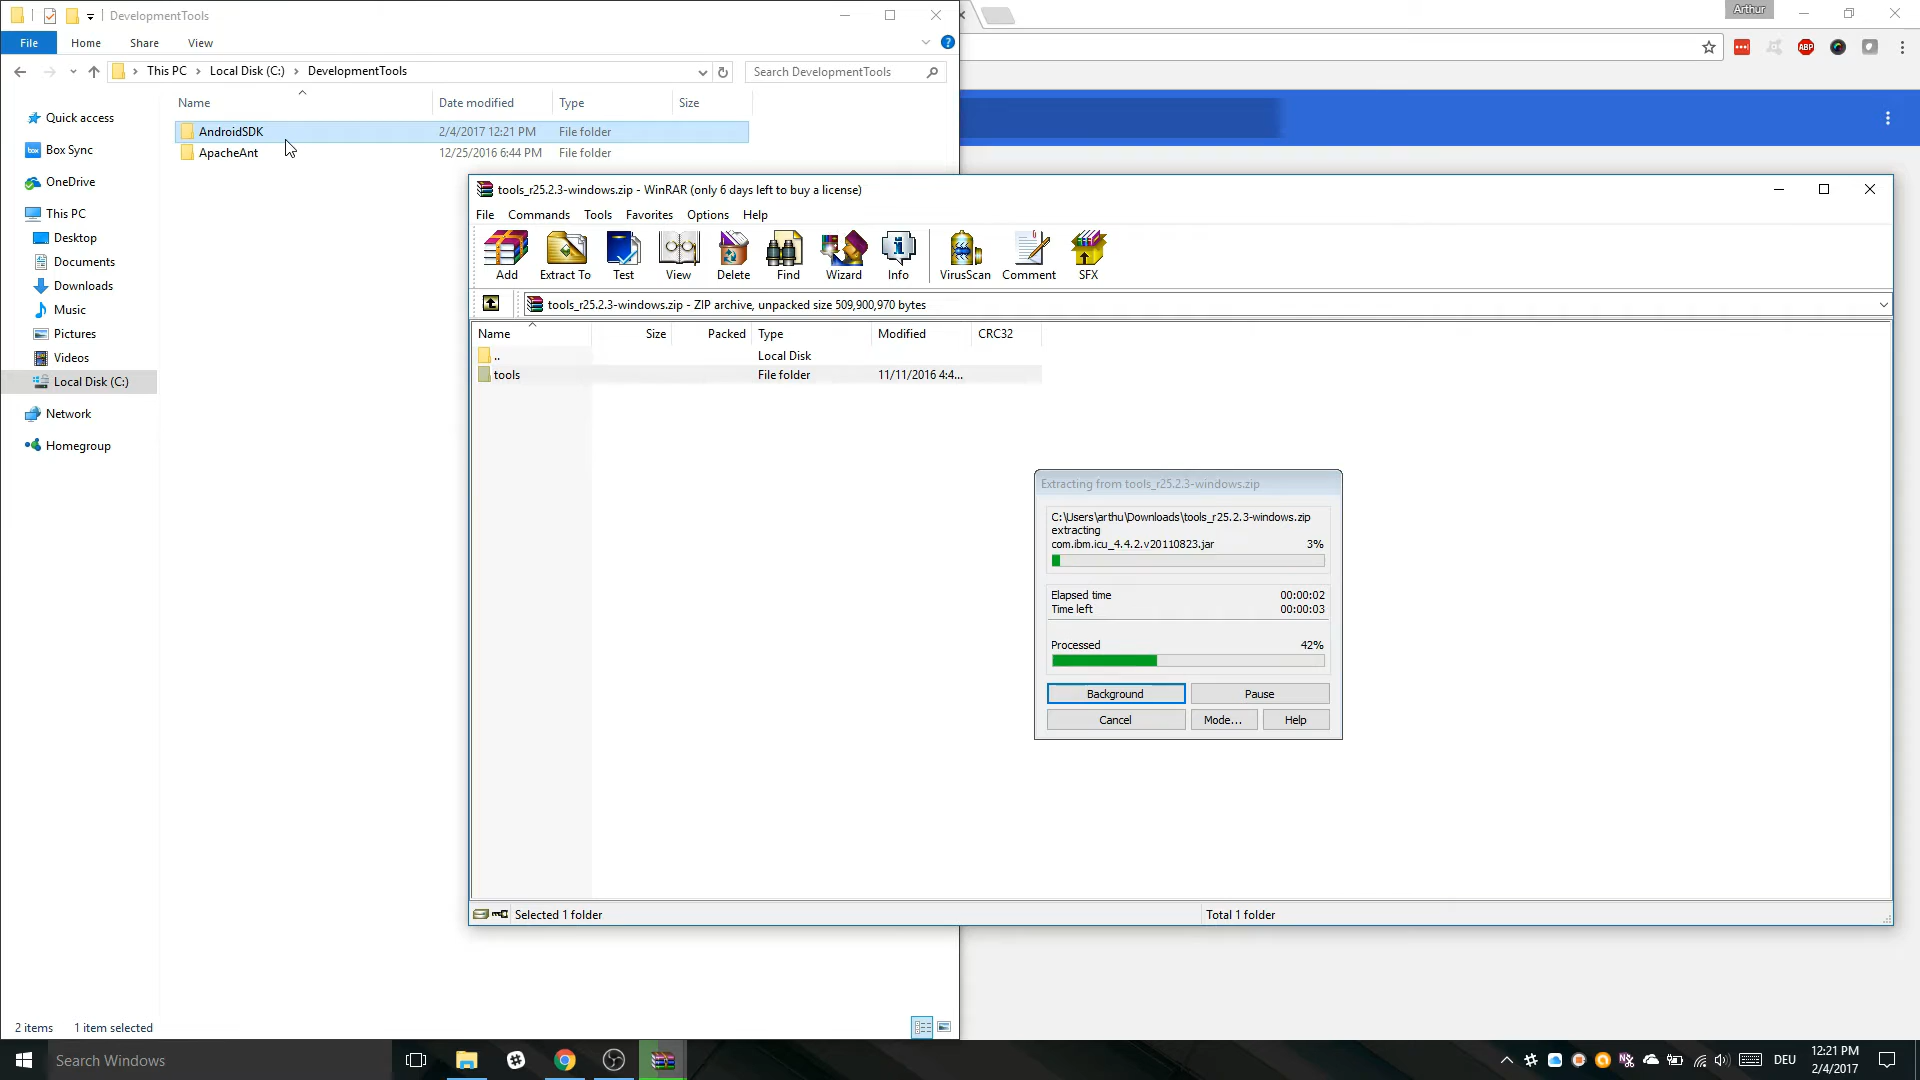 DevelopmentTools
Arthur
File Home Share View
This PC Local Disk (C:) DevelopmentTools
Search DevelopmentTools
ABP
Name Date modified Type Size
AndroidSDK 2/4/2017 12:21 PM File folder
ApacheAnt 12/25/2016 6:44 PM File folder
Quick access
Box Sync
OneDrive
This PC
Desktop
Documents
Downloads
Music
Pictures
Videos
Local Disk (C:)
Network
Homegroup
2 items 1 item selected
tools_r25.2.3-windows.zip - WinRAR (only 6 days left to buy a license)
File Commands Tools Favorites Options Help
Add Extract To Test View Delete Find Wizard Info VirusScan Comment SFX
tools_r25.2.3-windows.zip - ZIP archive, unpacked size 509,900,970 bytes
Name Size Packed Type Modified CRC32
.. Local Disk
tools File folder 11/11/2016 4:4...
Extracting from tools_r25.2.3-windows.zip
C:\Users\arthu\Downloads\tools_r25.2.3-windows.zip
extracting
com.ibm.icu_4.4.2.v20110823.jar 3%
Elapsed time 00:00:02
Time left 00:00:03
Processed 42%
Background Pause
Cancel Mode... Help
Selected 1 folder Total 1 folder
Search Windows
DEU
12:21 PM
2/4/2017